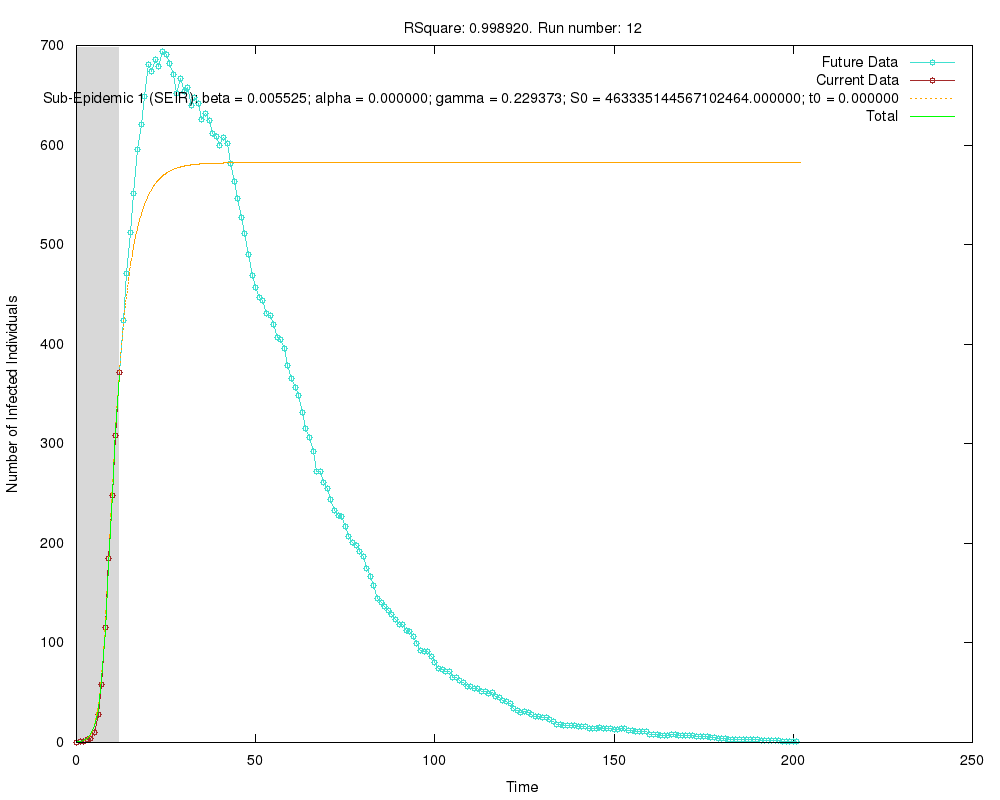 RSquare: 0.998920. Run number: 12
Future Data
Current Data
Sub-Epidemic 1 (SEIR): beta = 0.005525; alpha = 0.000000; gamma = 0.229373; S0 = 463335144567102464.000000; t0 = 0.000000
Total
700
600
500
400
300
200
100
0
Number of Infected Individuals
0 50 100 150 200 250
Time